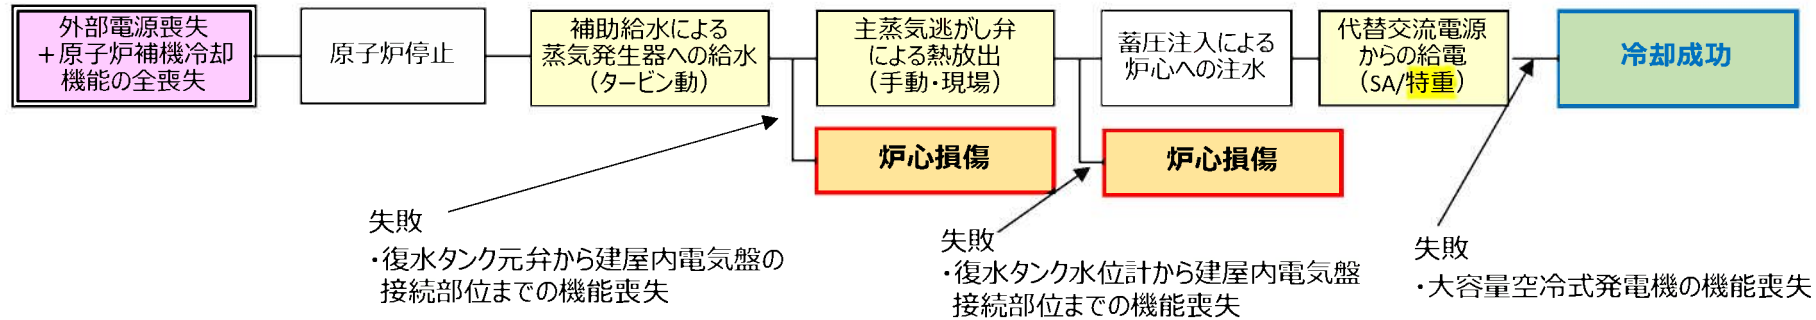 外部電源喪失
＋原子炉補機冷却
機能の全喪失
原子炉停止
補助給水による
蒸気発生器への給水
（タービン動）
主蒸気逃がし弁
による熱放出
（手動・現場）
蓄圧注入による
炉心への注水
代替交流電源
からの給電
（SA/特重）
冷却成功
炉心損傷
炉心損傷
失敗
・復水タンク元弁から建屋内電気盤の
接続部位までの機能喪失
失敗
・復水タンク水位計から建屋内電気盤
接続部位までの機能喪失
失敗
・大容量空冷式発電機の機能喪失